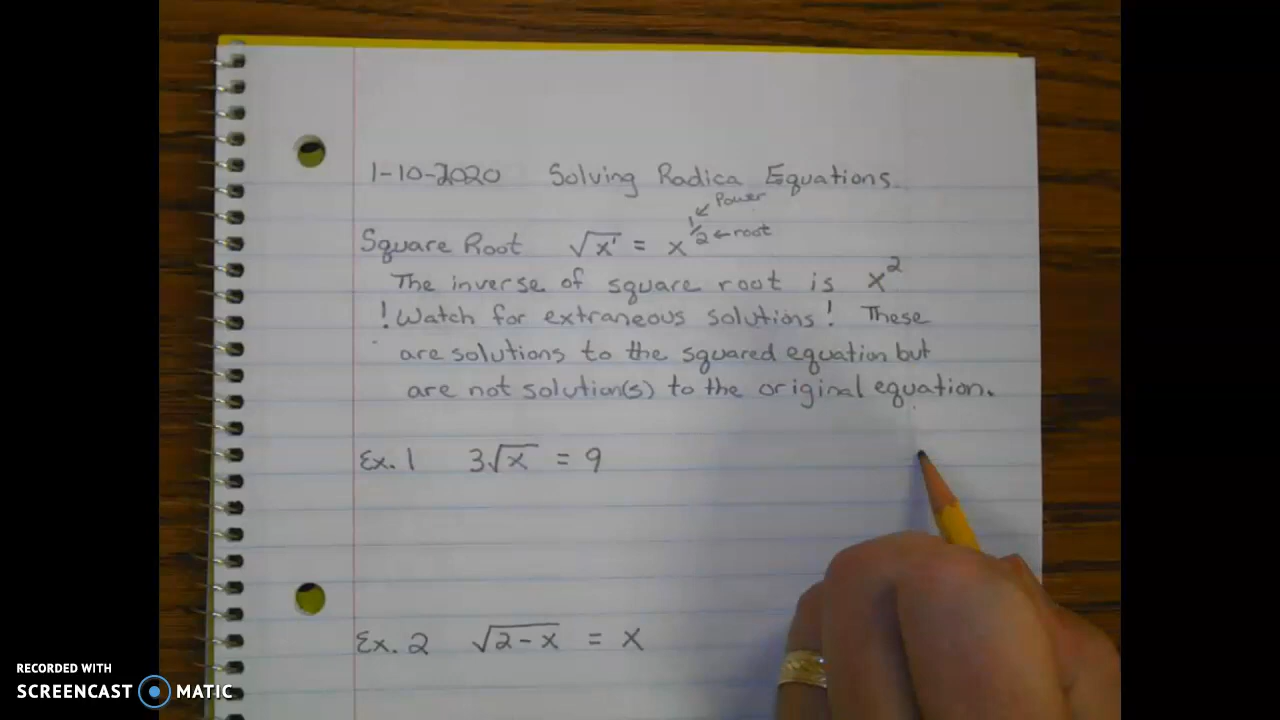 1-10-2020 Solving Radica Equations
Power
Square Root √x¹ = x^1/2 ← root
The inverse of square root is x²
! Watch for extraneous solutions! These
are solutions to the squared equation but
are not solution(s) to the original equation.
Ex. 1 3√x = 9
Ex. 2 √2-x = x
RECORDED WITH
SCREENCAST MATIC